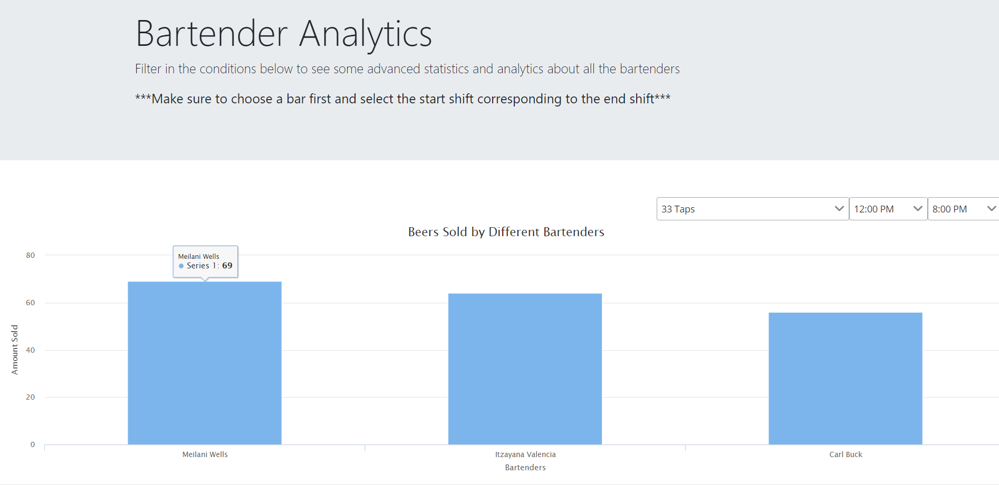 Bartender Analytics
Filter in the conditions below to see some advanced statistics and analytics about all the bartenders
***Make sure to choose a bar first and select the start shift corresponding to the end shift***
33 Taps
12:00 PM
8:00 PM
Beers Sold by Different Bartenders
Meilani Wells
Series 1: 69
80
60
40
20
0
Amount Sold
Meilani Wells
Itzayana Valencia
Carl Buck
Bartenders